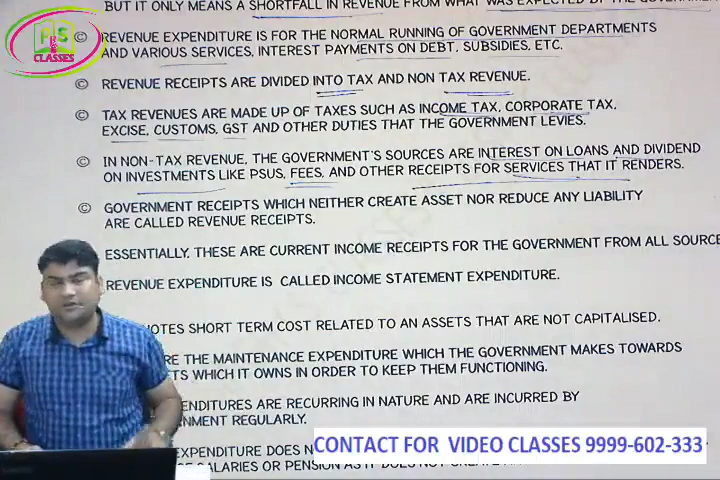 BUT IT ONLY MEANS A SHORTFALL IN REVENUE FROM WHAT WAS EXPECTED BY THE
© REVENUE EXPENDITURE IS FOR THE NORMAL RUNNING OF GOVERNMENT DEPARTMENTS
AND VARIOUS SERVICES, INTEREST PAYMENTS ON DEBT, SUBSIDIES, ETC.
© REVENUE RECEIPTS ARE DIVIDED INTO TAX AND NON TAX REVENUE.
© TAX REVENUES ARE MADE UP OF TAXES SUCH AS INCOME TAX, CORPORATE TAX,
EXCISE, CUSTOMS, GST AND OTHER DUTIES THAT THE GOVERNMENT LEVIES.
© IN NON-TAX REVENUE, THE GOVERNMENT'S SOURCES ARE INTEREST ON LOANS AND DIVIDEND
ON INVESTMENTS LIKE PSUS, FEES, AND OTHER RECEIPTS FOR SERVICES THAT IT RENDERS.
© GOVERNMENT RECEIPTS WHICH NEITHER CREATE ASSET NOR REDUCE ANY LIABILITY
ARE CALLED REVENUE RECEIPTS.
ESSENTIALLY, THESE ARE CURRENT INCOME RECEIPTS FOR THE GOVERNMENT FROM ALL SOURCE
REVENUE EXPENDITURE IS CALLED INCOME STATEMENT EXPENDITURE.
SHORT TERM COST RELATED TO AN ASSETS THAT ARE NOT CAPITALISED.
THE MAINTENANCE EXPENDITURE WHICH THE GOVERNMENT MAKES TOWARDS
WHICH IT OWNS IN ORDER TO KEEP THEM FUNCTIONING.
ARE RECURRING IN NATURE AND ARE INCURRED BY
REGULARLY.
EXPENDITURE DOES
SALARIES OR PENSION AS IT DOES NOT
CLASSES
CONTACT FOR VIDEO CLASSES 9999-602-333